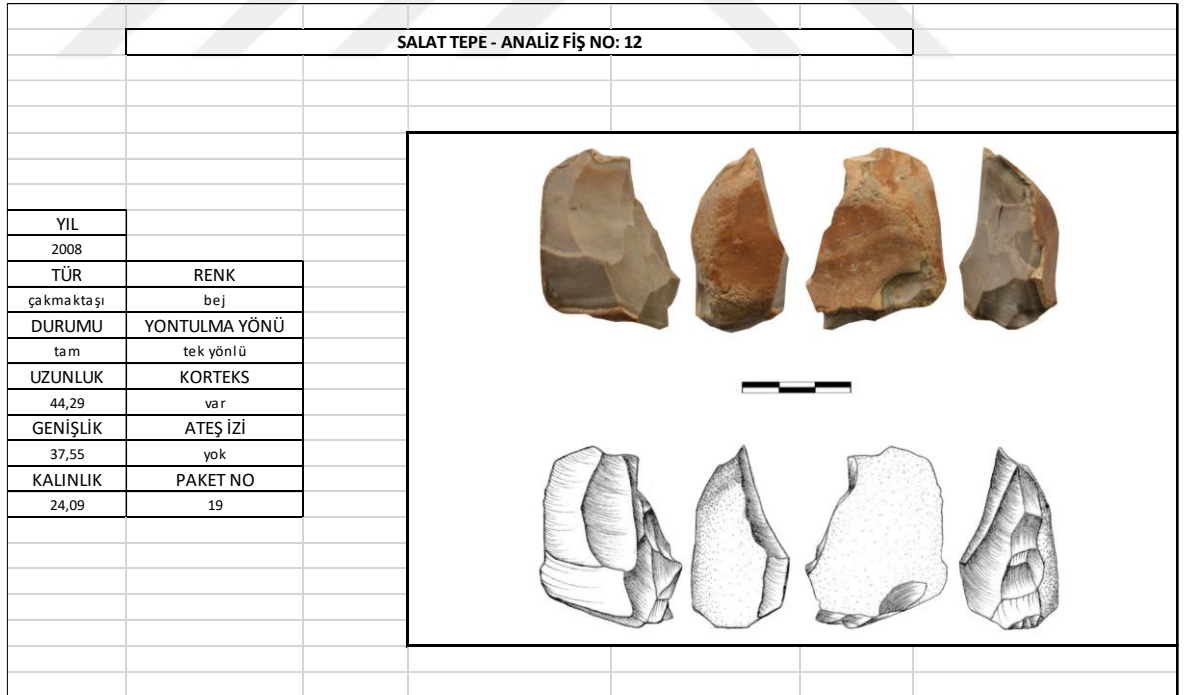 SALAT TEPE - ANALİZ FİŞ NO: 12
YIL
2008
TÜR RENK
çakmaktaşı bej
DURUMU YONTULMA YÖNÜ
tam tek yönlü
UZUNLUK KORTEKS
44,29 var
GENİŞLİK ATEŞ İZİ
37,55 yok
KALINLIK PAKET NO
24,09 19